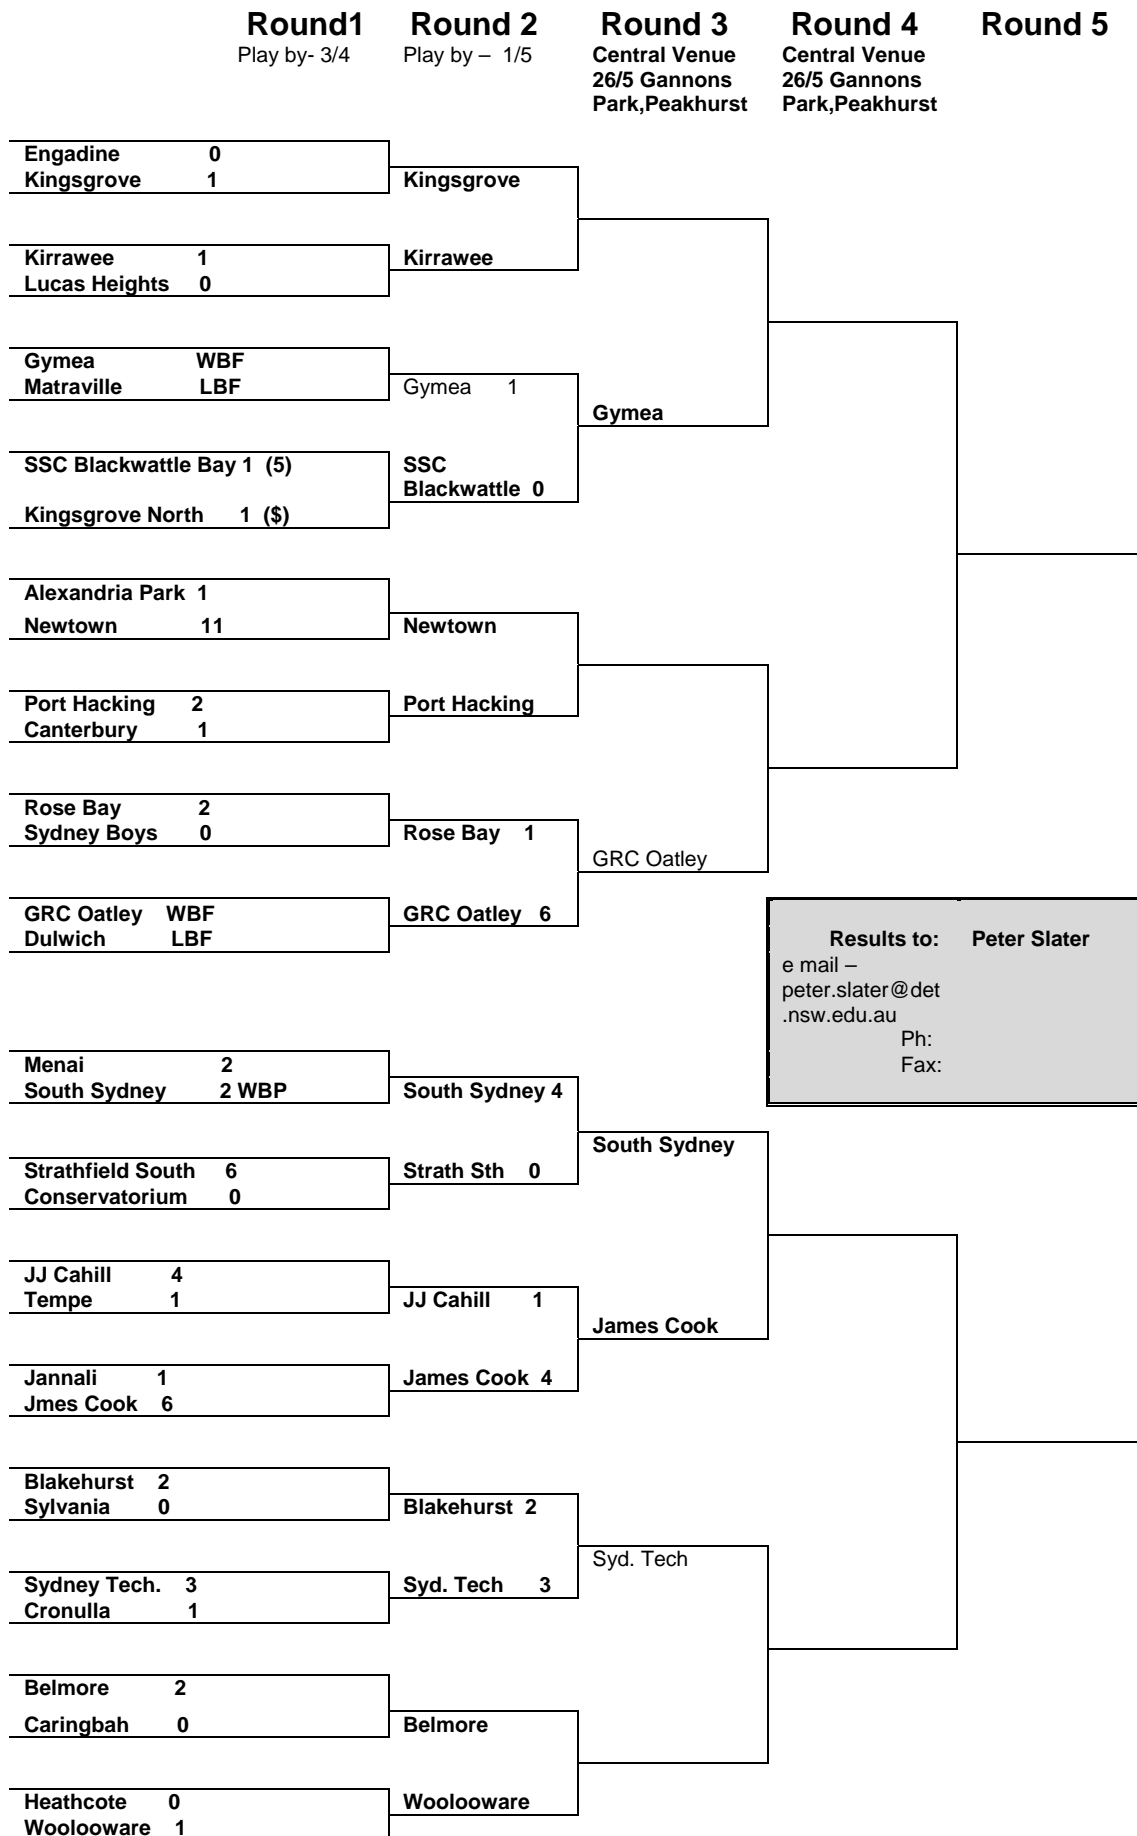 Round1 Round 2 Round 3 Round 4 Round 5
Play by- 3/4 Play by – 1/5 Central Venue Central Venue
26/5 Gannons 26/5 Gannons
Park,Peakhurst Park,Peakhurst
Engadine 0
Kingsgrove 1 Kingsgrove
Kirrawee 1 Kirrawee
Lucas Heights 0
Gymea WBF
Matraville LBF Gymea 1
Gymea
SSC Blackwattle Bay 1 (5) SSC
Blackwattle 0
Kingsgrove North 1 ($)
Alexandria Park 1
Newtown 11 Newtown
Port Hacking 2 Port Hacking
Canterbury 1
Rose Bay 2
Sydney Boys 0 Rose Bay 1
GRC Oatley
GRC Oatley WBF GRC Oatley 6
Dulwich LBF
Results to: Peter Slater
e mail –
peter.slater@det
.nsw.edu.au
Ph:
Fax:
Menai 2
South Sydney 2 WBP South Sydney 4
South Sydney
Strathfield South 6 Strath Sth 0
Conservatorium 0
JJ Cahill 4
Tempe 1 JJ Cahill 1
James Cook
Jannali 1 James Cook 4
Jmes Cook 6
Blakehurst 2
Sylvania 0 Blakehurst 2
Syd. Tech
Sydney Tech. 3 Syd. Tech 3
Cronulla 1
Belmore 2
Caringbah 0 Belmore
Heathcote 0 Woolooware
Woolooware 1